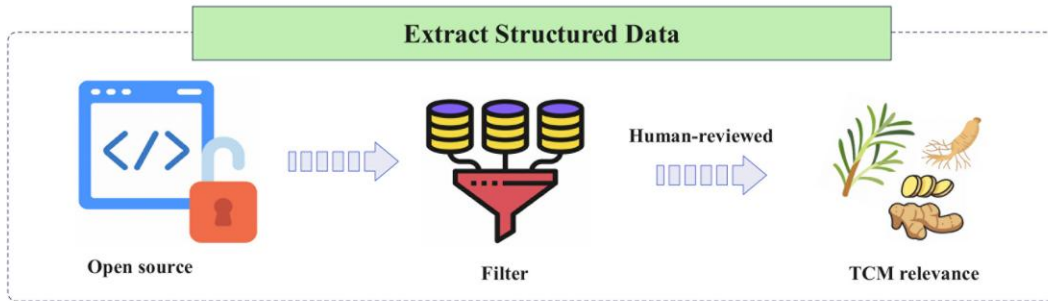 Extract Structured Data
</>
Human-reviewed
Open source
Filter
TCM relevance